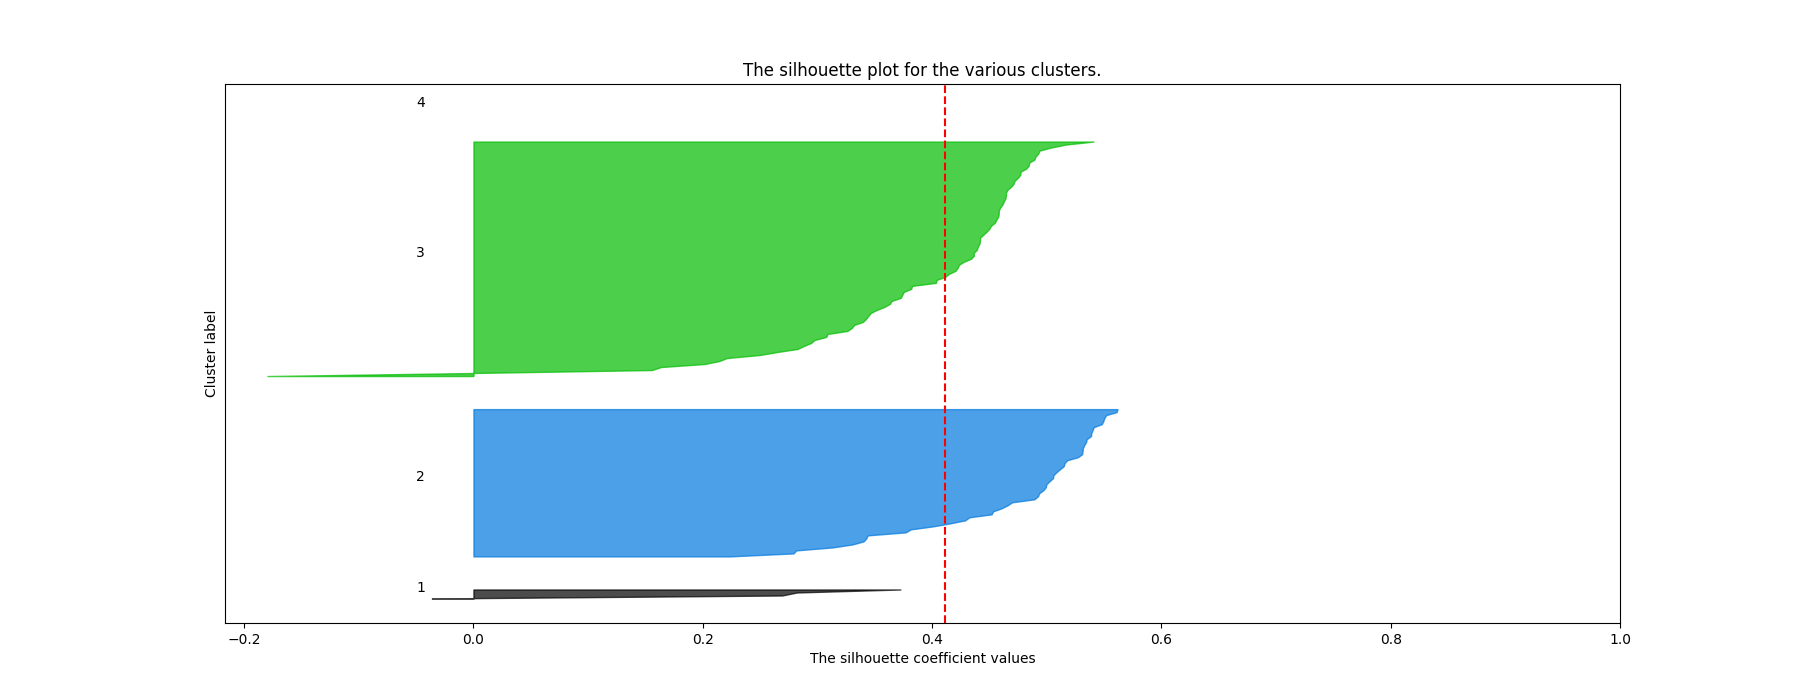 The silhouette plot for the various clusters.
4
3
2
1
Cluster label
−0.2 0.0 0.2 0.4 0.6 0.8 1.0
The silhouette coefficient values